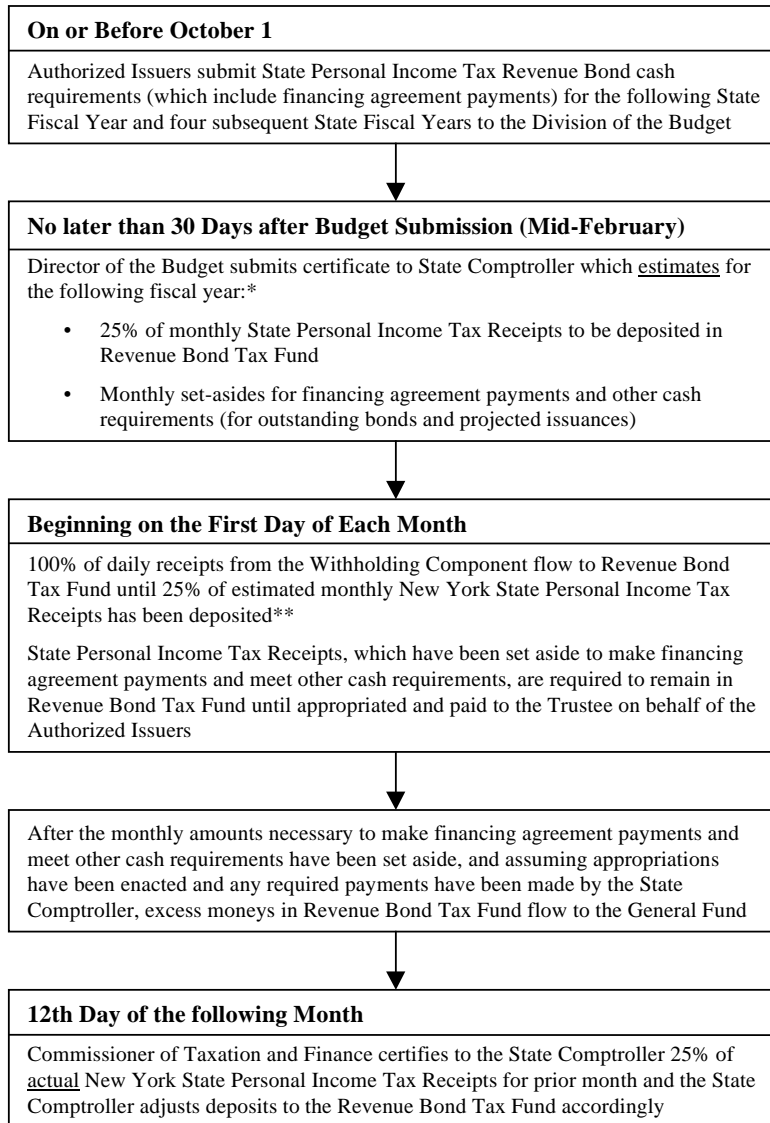 On or Before October 1
Authorized Issuers submit State Personal Income Tax Revenue Bond cash
requirements (which include financing agreement payments) for the following State
Fiscal Year and four subsequent State Fiscal Years to the Division of the Budget
No later than 30 Days after Budget Submission (Mid-February)
Director of the Budget submits certificate to State Comptroller which estimates for
the following fiscal year:*
• 25% of monthly State Personal Income Tax Receipts to be deposited in
Revenue Bond Tax Fund
• Monthly set-asides for financing agreement payments and other cash
requirements (for outstanding bonds and projected issuances)
Beginning on the First Day of Each Month
100% of daily receipts from the Withholding Component flow to Revenue Bond
Tax Fund until 25% of estimated monthly New York State Personal Income Tax
Receipts has been deposited**
State Personal Income Tax Receipts, which have been set aside to make financing
agreement payments and meet other cash requirements, are required to remain in
Revenue Bond Tax Fund until appropriated and paid to the Trustee on behalf of the
Authorized Issuers
After the monthly amounts necessary to make financing agreement payments and
meet other cash requirements have been set aside, and assuming appropriations
have been enacted and any required payments have been made by the State
Comptroller, excess moneys in Revenue Bond Tax Fund flow to the General Fund
12th Day of the following Month
Commissioner of Taxation and Finance certifies to the State Comptroller 25% of
actual New York State Personal Income Tax Receipts for prior month and the State
Comptroller adjusts deposits to the Revenue Bond Tax Fund accordingly